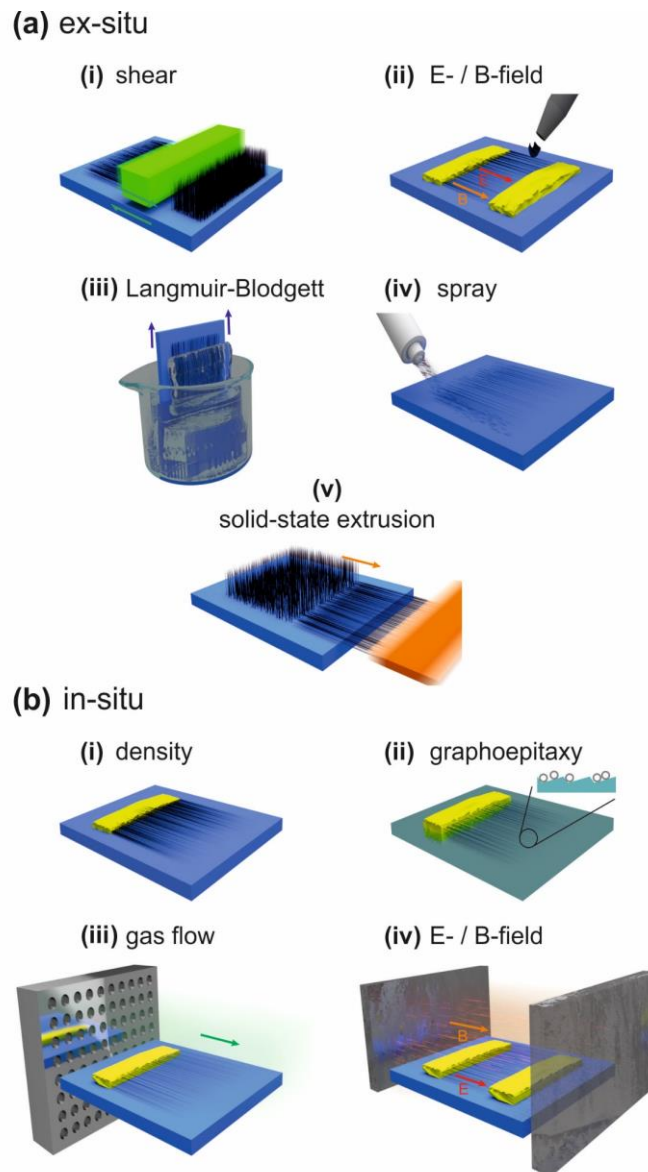 (a) ex-situ
(i) shear
(ii) E- / B-field
E
B
(iii) Langmuir-Blodgett
(iv) spray
(v)
solid-state extrusion
(b) in-situ
(i) density
(ii) graphoepitaxy
(iii) gas flow
(iv) E- / B-field
B
E